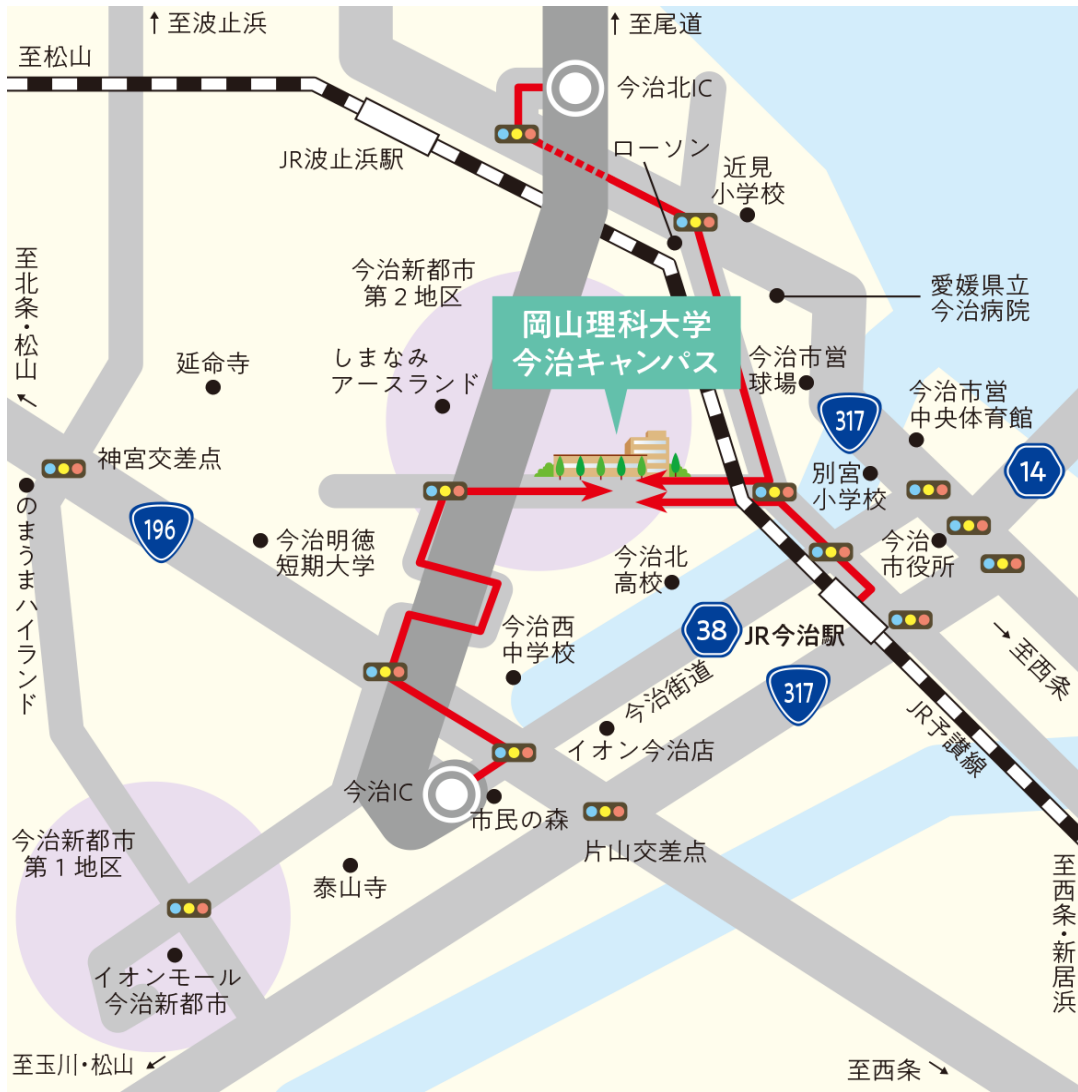 ↑至波止浜
↑至尾道
至松山
今治北IC
JR波止浜駅
ローソン
近見
小学校
至北条・松山
今治新都市
第2地区
愛媛県立
今治病院
岡山理科大学
今治キャンパス
延命寺
しまなみ
アースランド
今治市営
球場
317
今治市営
中央体育館
神宮交差点
14
別宮
小学校
のまうまハイランド
196
今治明徳
短期大学
今治
市役所
今治北
高校
38
JR今治駅
今治西
中学校
317
→至西条
今治街道
JR予讃線
イオン今治店
今治IC
市民の森
片山交差点
今治新都市
第1地区
泰山寺
至西条・新居浜
イオンモール
今治新都市
至玉川・松山
至西条